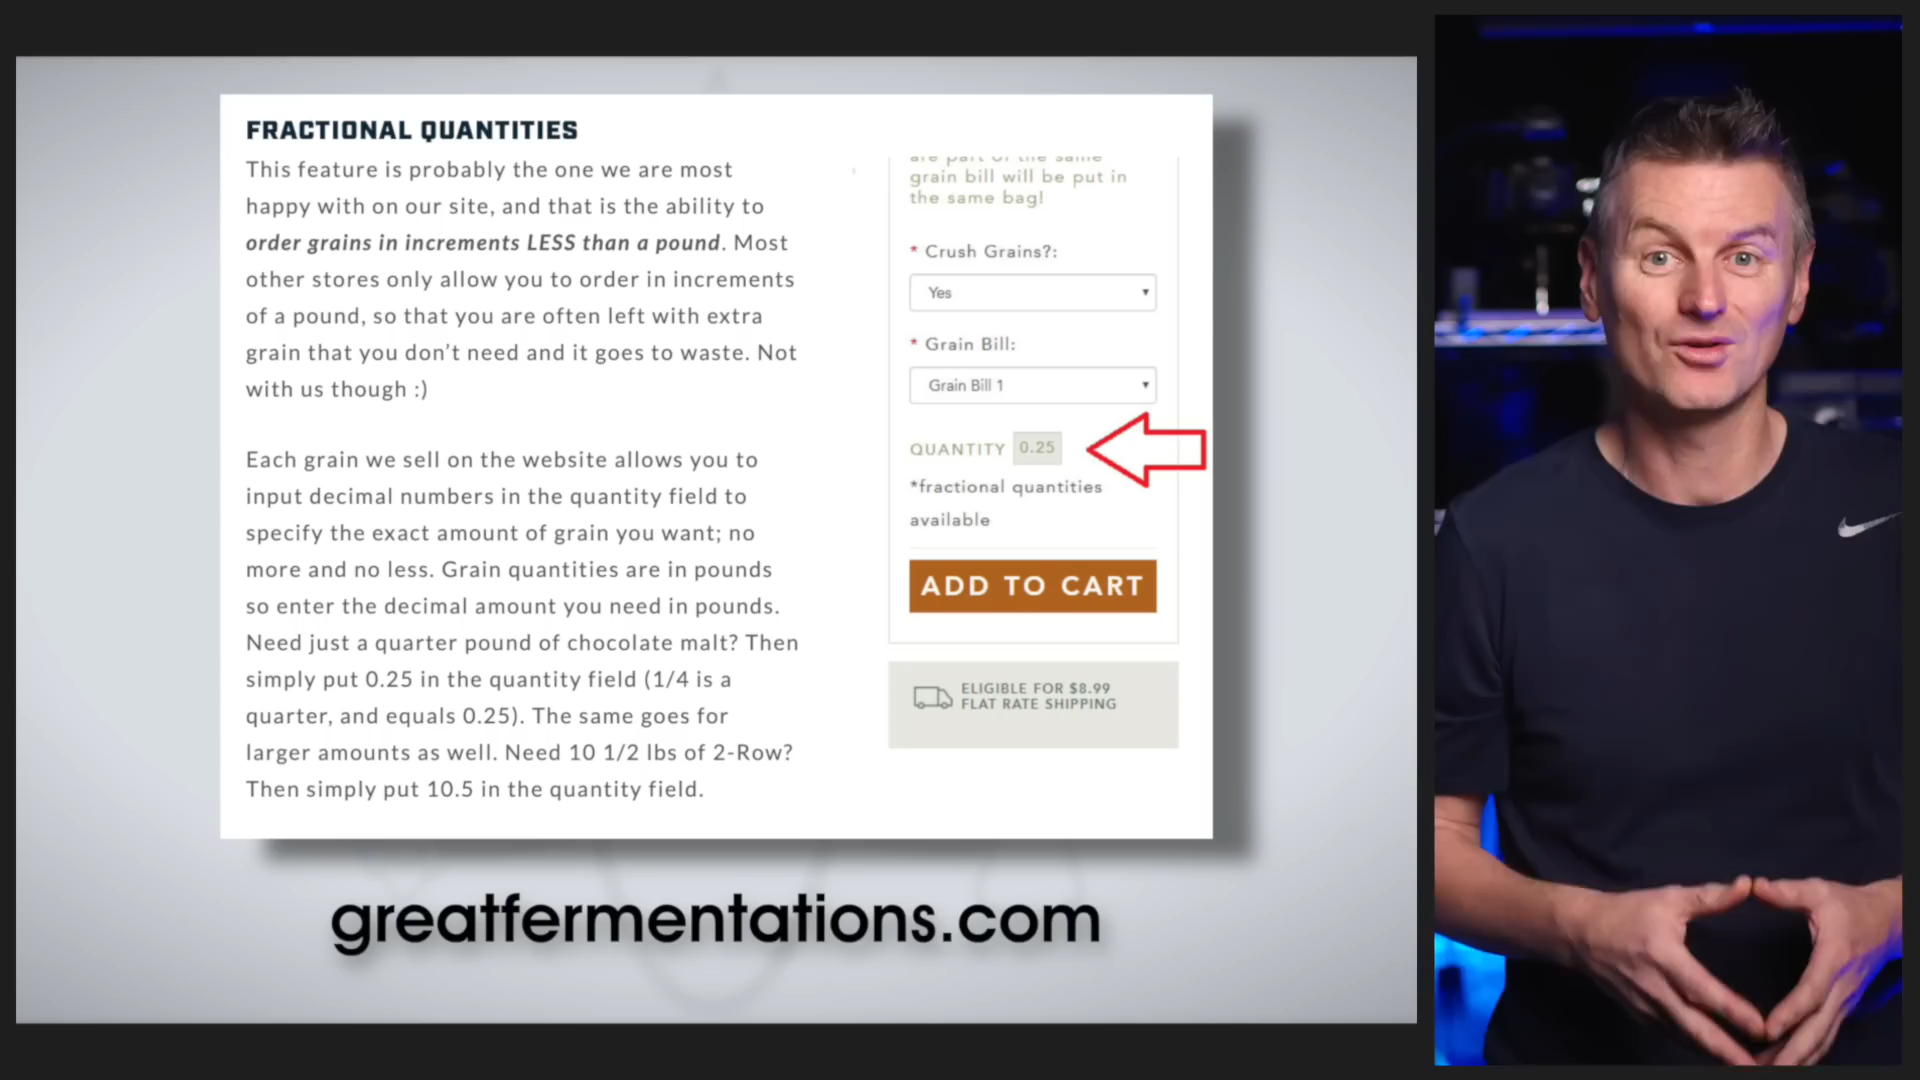 FRACTIONAL QUANTITIES
This feature is probably the one we are most
happy with on our site, and that is the ability to
order grains in increments LESS than a pound. Most
other stores only allow you to order in increments
of a pound, so that you are often left with extra
grain that you don’t need and it goes to waste. Not
with us though :)
Each grain we sell on the website allows you to
input decimal numbers in the quantity field to
specify the exact amount of grain you want; no
more and no less. Grain quantities are in pounds
so enter the decimal amount you need in pounds.
Need just a quarter pound of chocolate malt? Then
simply put 0.25 in the quantity field (1/4 is a
quarter, and equals 0.25). The same goes for
larger amounts as well. Need 10 1/2 lbs of 2-Row?
Then simply put 10.5 in the quantity field.
are part of the same
grain bill will be put in
the same bag!
* Crush Grains?:
Yes
* Grain Bill:
Grain Bill 1
QUANTITY 0.25
*fractional quantities
available
ADD TO CART
ELIGIBLE FOR $8.99
FLAT RATE SHIPPING
greatfermentations.com